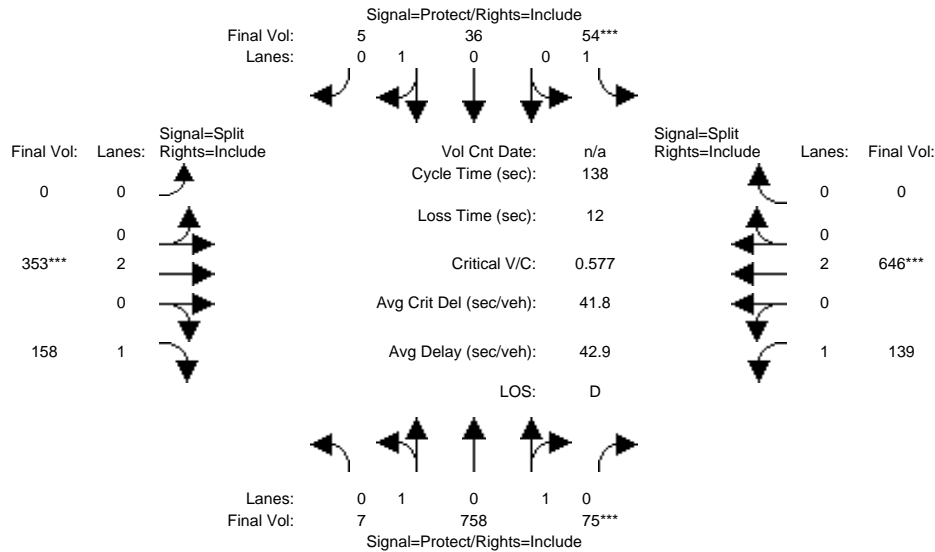 Signal=Protect/Rights=Include
Final Vol: 5 36 54***
Lanes: 0 1 0 0 1
Signal=Split
Final Vol: Lanes: Rights=Include
Vol Cnt Date: n/a
Signal=Split
Rights=Include Lanes: Final Vol:
Cycle Time (sec): 138
0 0
0 0
Loss Time (sec): 12
0
0
353*** 2
Critical V/C: 0.577
2 646***
0
Avg Crit Del (sec/veh): 41.8
0
158 1
Avg Delay (sec/veh): 42.9
1 139
LOS: D
Lanes: 0 1 0 1 0
Final Vol: 7 758 75***
Signal=Protect/Rights=Include